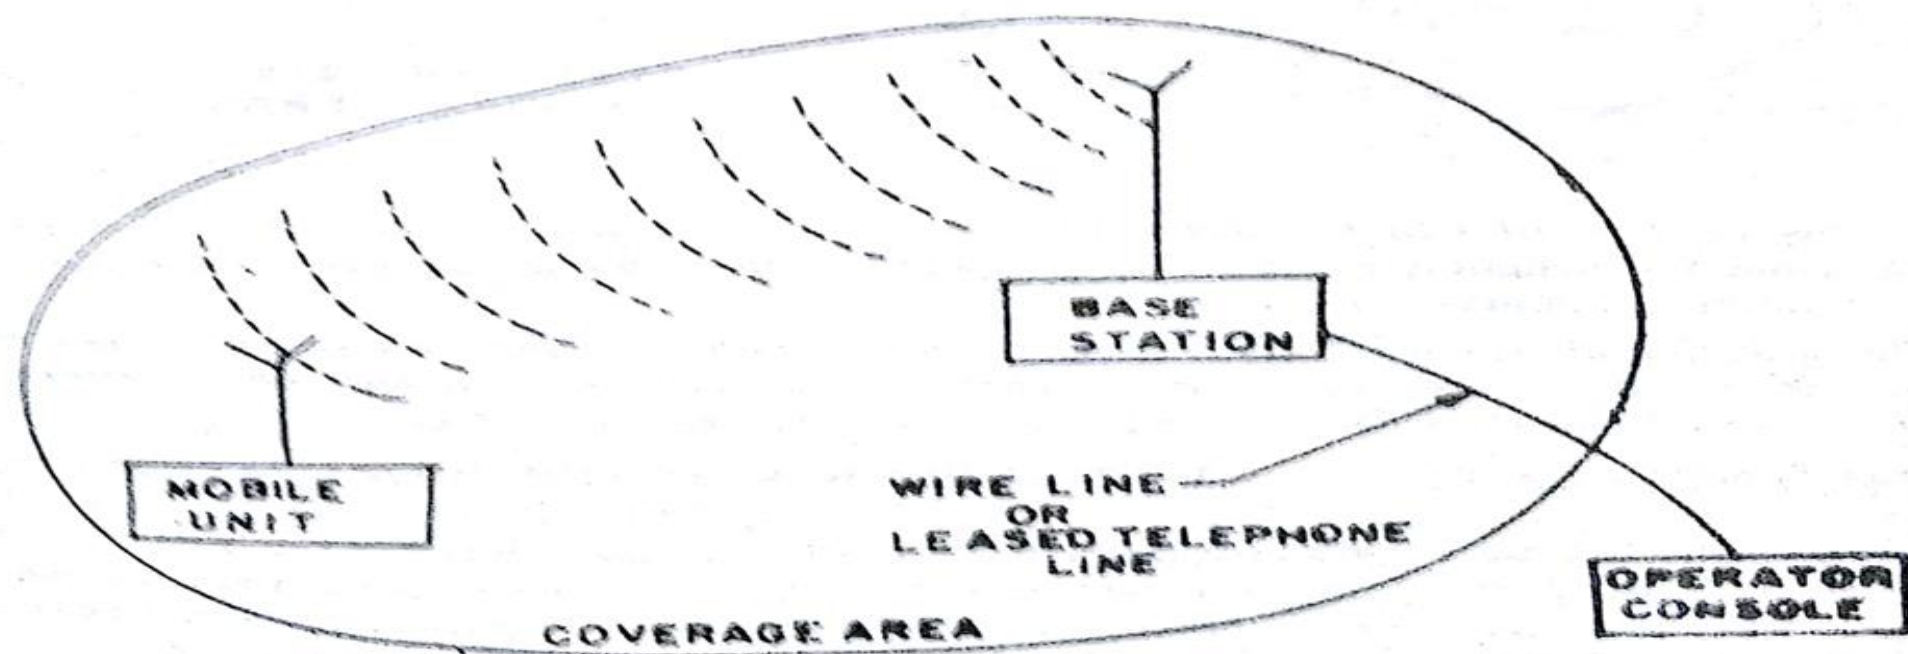 BASE
STATION
MOBILE
UNIT
WIRE LINE
OR
LEASED TELEPHONE
LINE
OPERATOR
CONSOLE
COVERAGE AREA